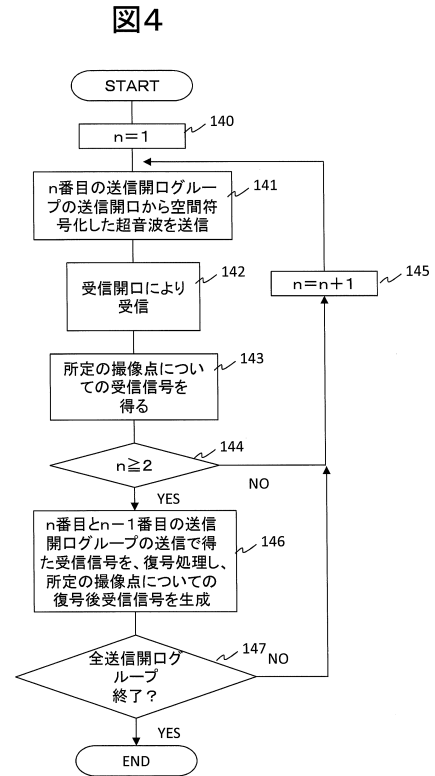 図4
START
n=1
140
n番目の送信開口グルー
プの送信開口から空間符
号化した超音波を送信
141
受信開口により
受信
142
n=n+1
145
所定の撮像点につい
ての受信信号を
得る
143
n≧2
144
NO
YES
n番目とn-1番目の送信
開口グループの送信で得
た受信信号を、復号処理し、
所定の撮像点についての
復号後受信信号を生成
146
全送信開口グ
ループ
終了?
147
NO
YES
END